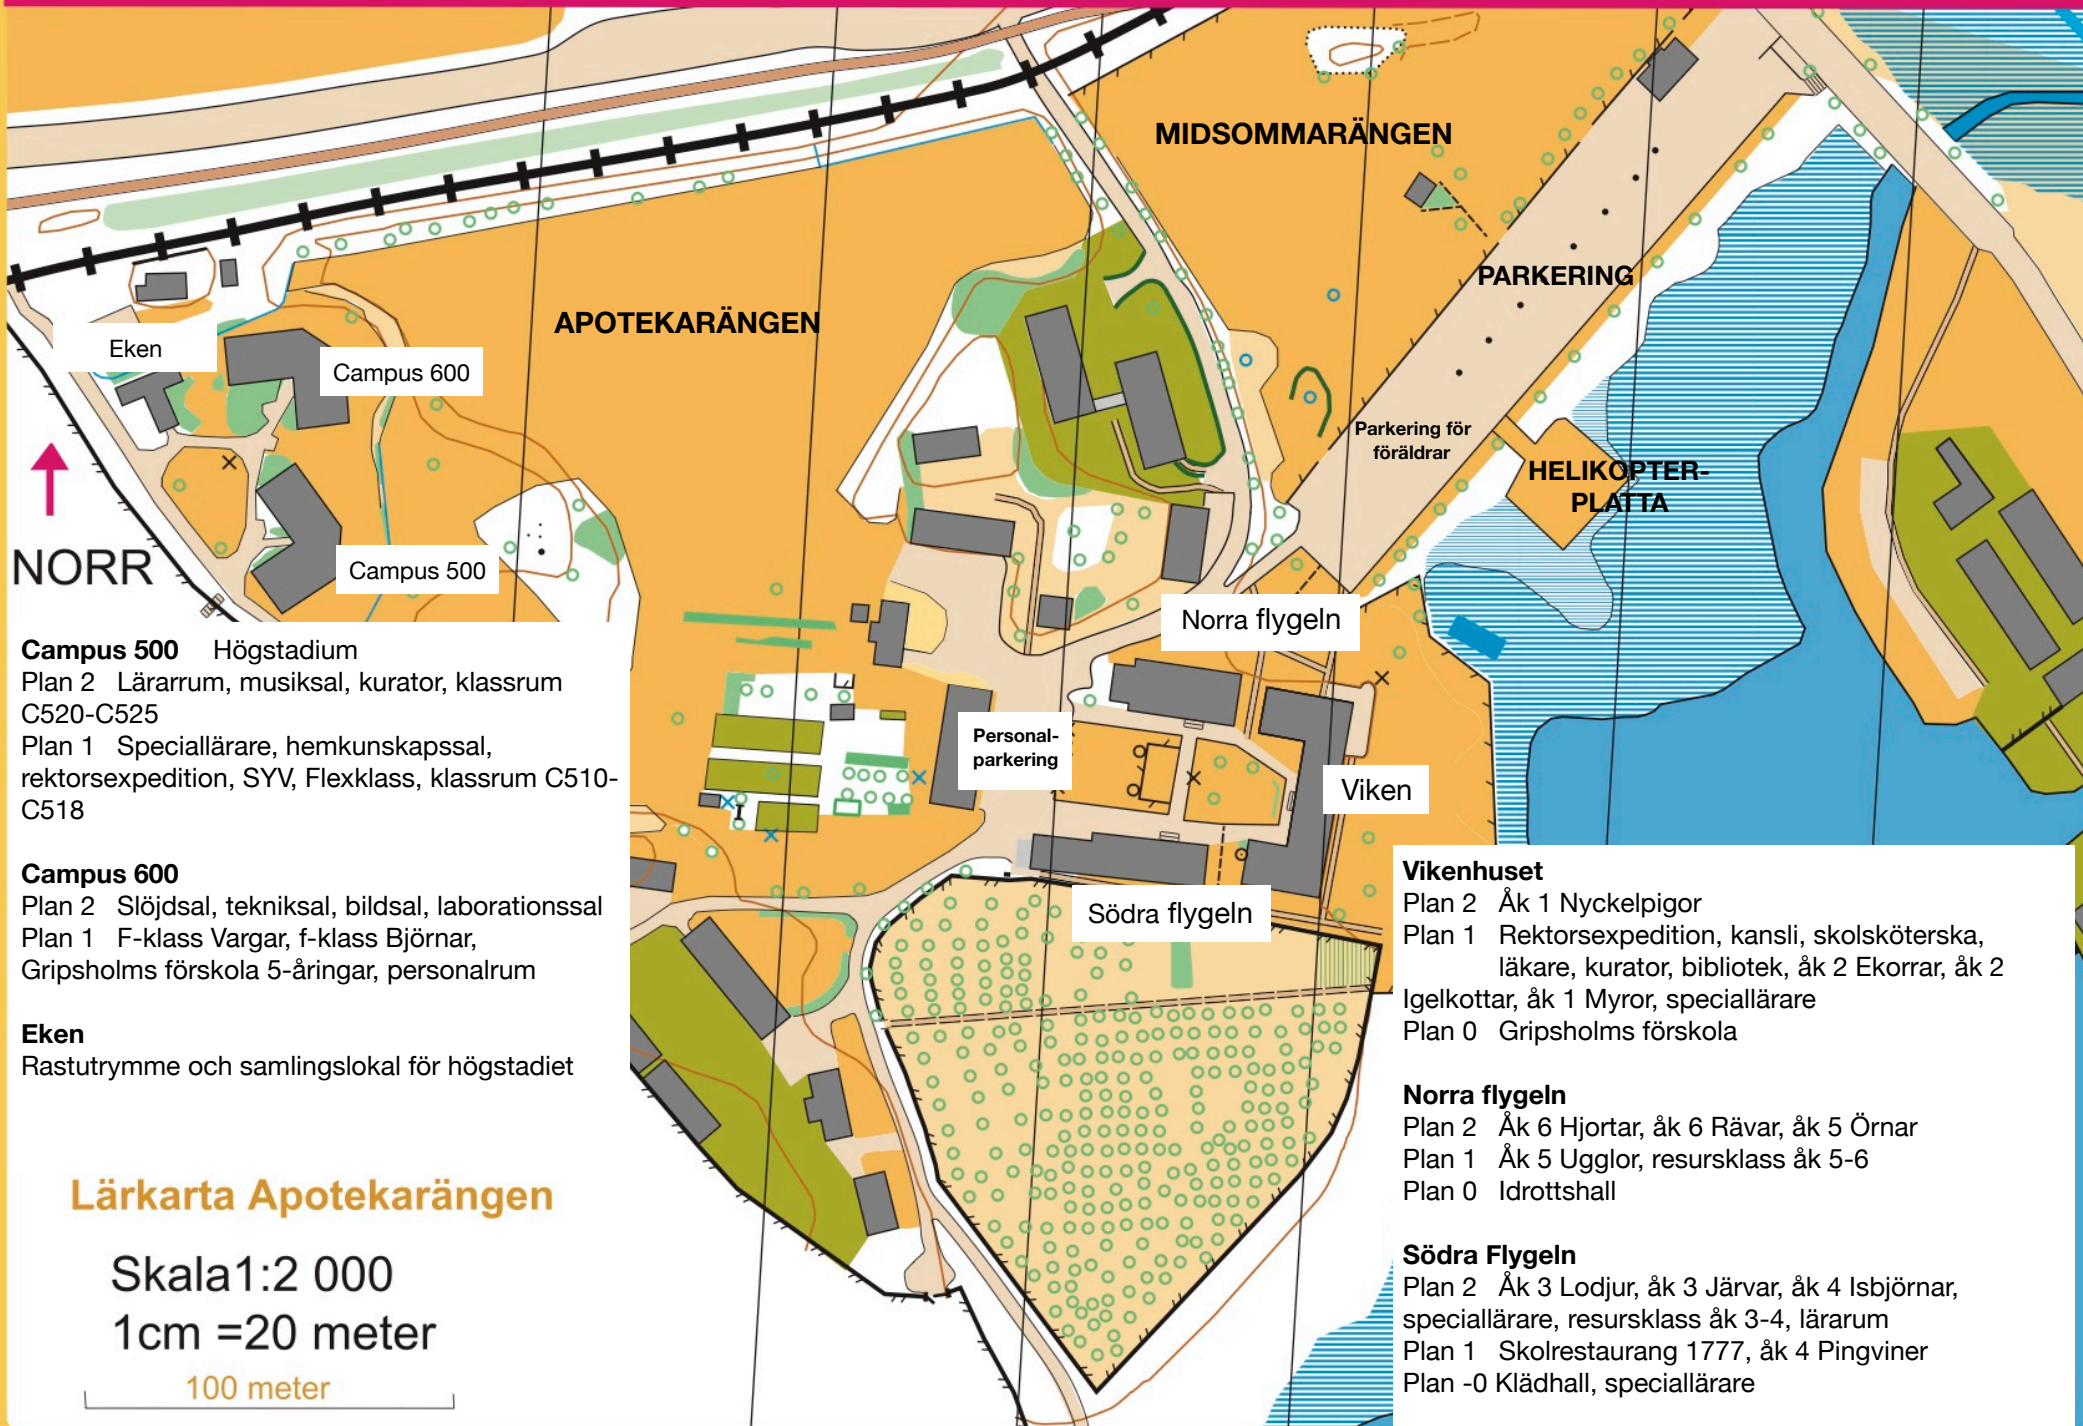 MIDSOMMARÄNGEN
PARKERING
APOTEKARÄNGEN
Eken
Campus 600
Parkering för
föräldrar
HELIKOPTER-
PLATTA
NORR
Campus 500
Norra flygeln
Personal-
parkering
Viken
Södra flygeln
Campus 500 Högstadium
Plan 2 Lärarrum, musiksal, kurator, klassrum
C520-C525
Plan 1 Speciallärare, hemkunskapssal,
rektorsexpedition, SYV, Flexklass, klassrum C510-
C518
Campus 600
Plan 2 Slöjdsal, tekniksal, bildsal, laborationssal
Plan 1 F-klass Vargar, f-klass Björnar,
Gripsholms förskola 5-åringar, personalrum
Eken
Rastutrymme och samlingslokal för högstadiet
Lärkarta Apotekarängen
Skala1:2 000
1cm =20 meter
100 meter
Vikenhuset
Plan 2 Åk 1 Nyckelpigor
Plan 1 Rektorsexpedition, kansli, skolsköterska,
läkare, kurator, bibliotek, åk 2 Ekorrar, åk 2
Igelkottar, åk 1 Myror, speciallärare
Plan 0 Gripsholms förskola
Norra flygeln
Plan 2 Åk 6 Hjortar, åk 6 Rävar, åk 5 Örnar
Plan 1 Åk 5 Ugglor, resursklass åk 5-6
Plan 0 Idrottshall
Södra Flygeln
Plan 2 Åk 3 Lodjur, åk 3 Järvar, åk 4 Isbjörnar,
speciallärare, resursklass åk 3-4, lärarum
Plan 1 Skolrestaurang 1777, åk 4 Pingviner
Plan -0 Klädhall, speciallärare